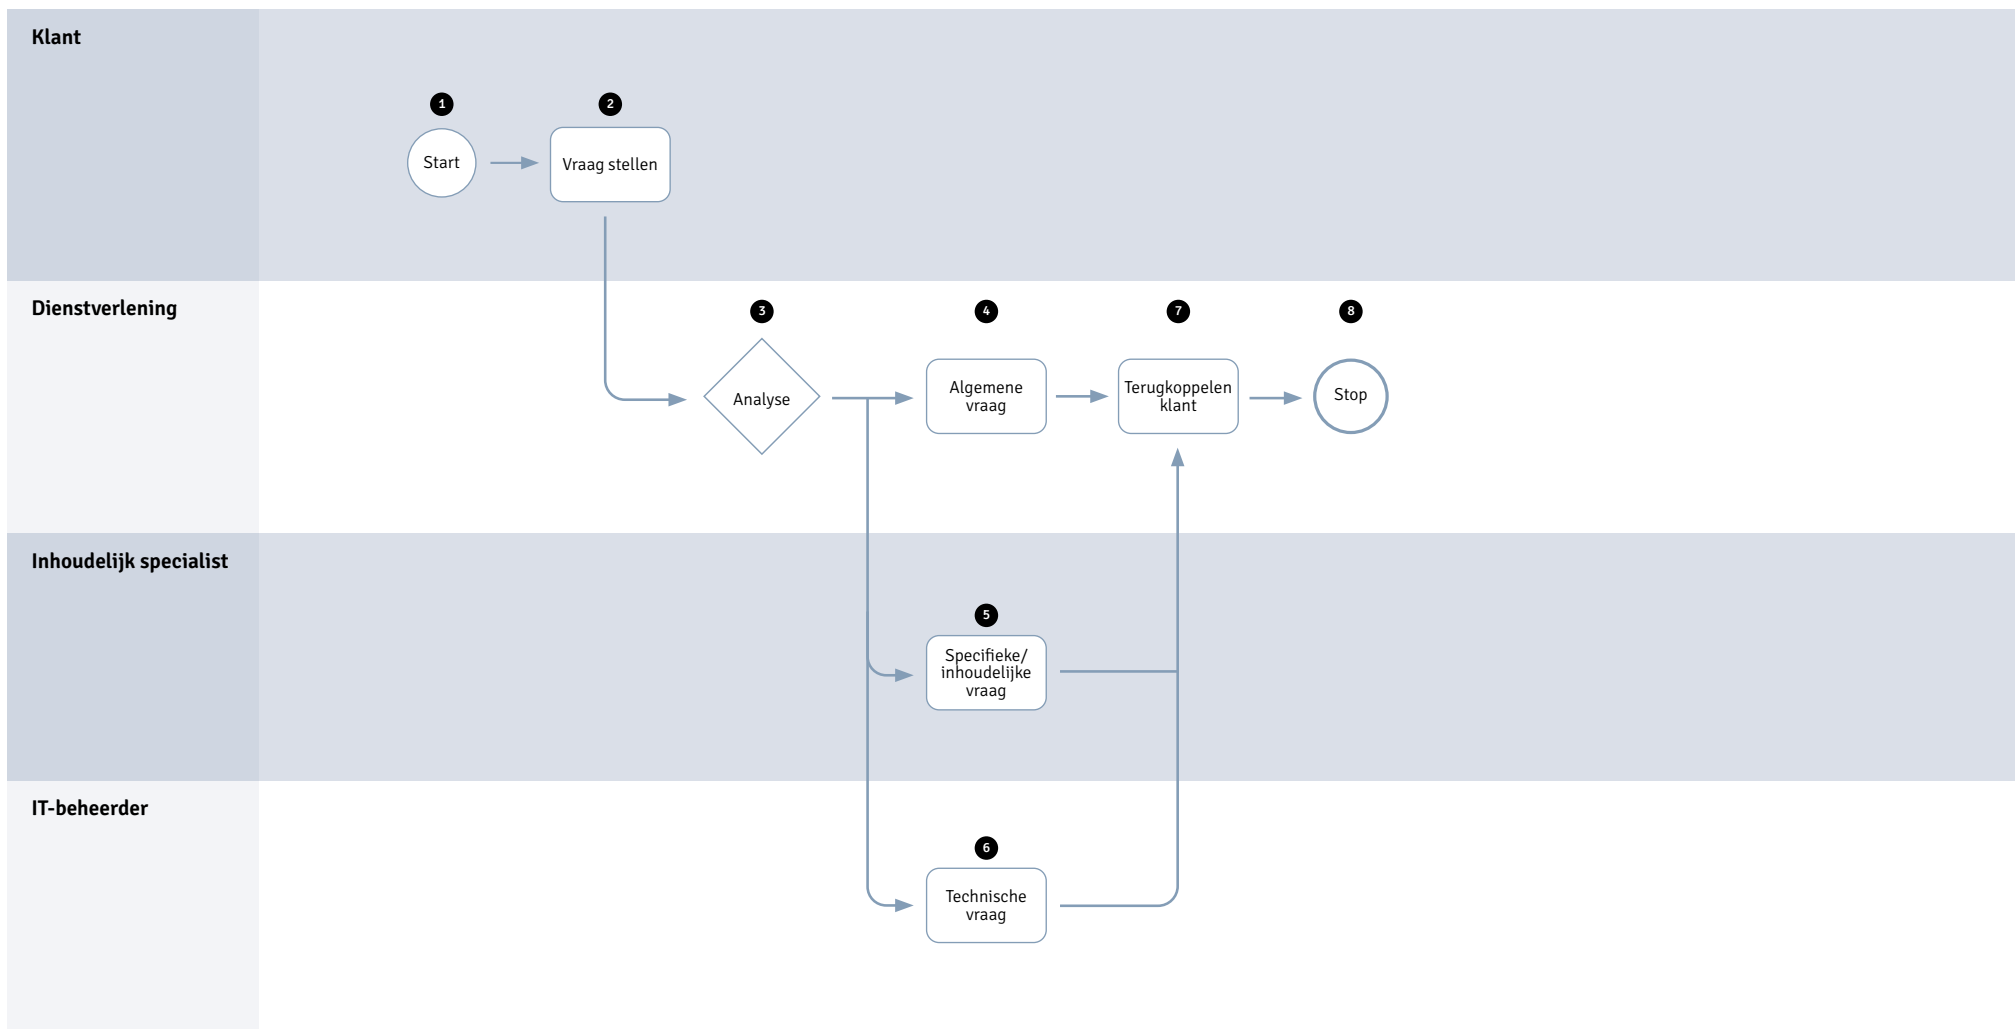 Klant
1
2
Start
Vraag stellen
Dienstverlening
3
4
7
8
Analyse
Algemene
vraag
Terugkoppelen
klant
Stop
Inhoudelijk specialist
5
Specifieke/
inhoudelijke
vraag
IT-beheerder
6
Technische
vraag